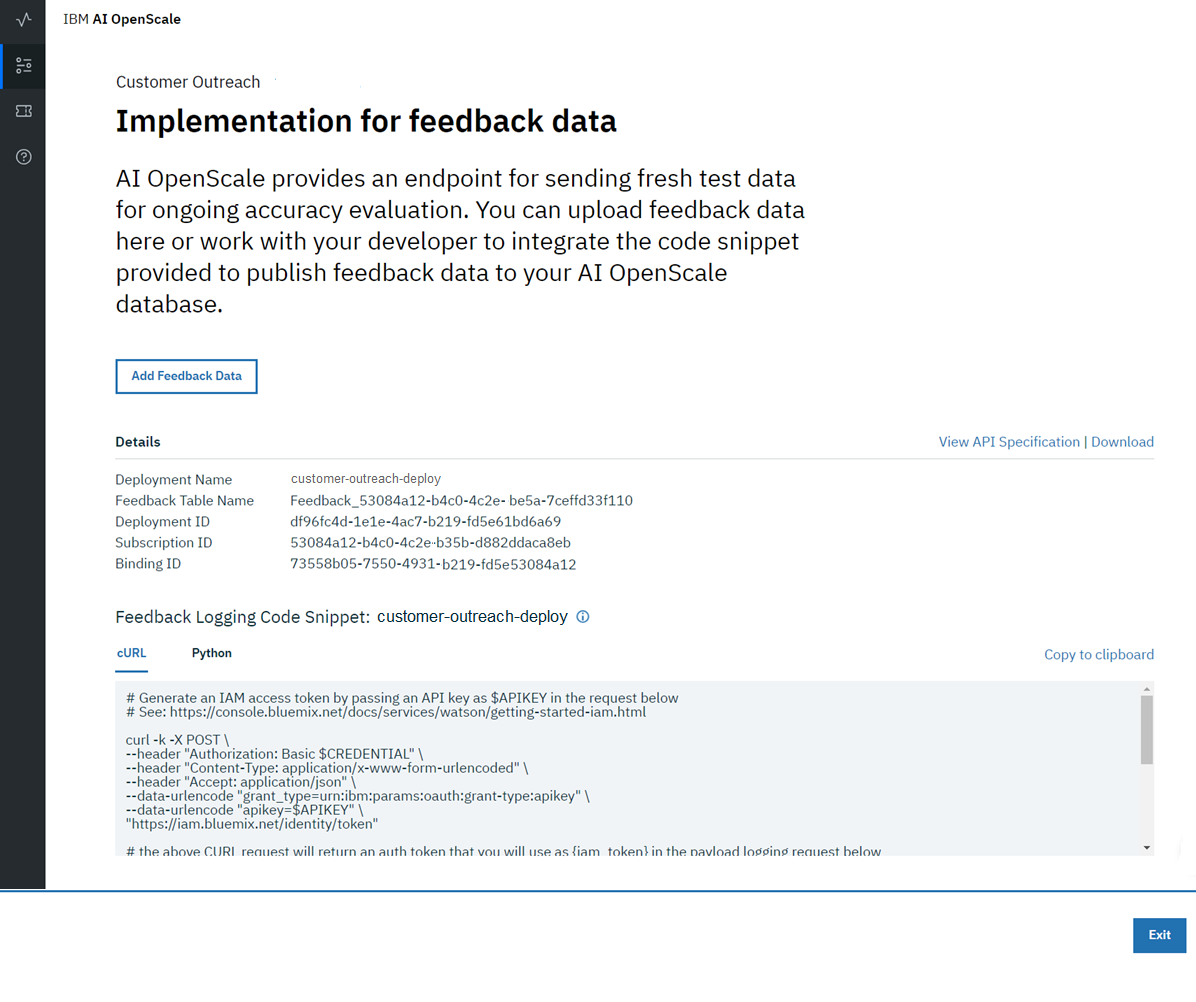 IBM AI OpenScale
Customer Outreach
Implementation for feedback data
AI OpenScale provides an endpoint for sending fresh test data
for ongoing accuracy evaluation. You can upload feedback data
here or work with your developer to integrate the code snippet
provided to publish feedback data to your AI OpenScale
database.
Add Feedback Data
Details
View API Specification | Download
Deployment Name customer-outreach-deploy
Feedback Table Name Feedback_53084a12-b4c0-4c2e- be5a-7ceffd33f110
Deployment ID df96fc4d-1e1e-4ac7-b219-fd5e61bd6a69
Subscription ID 53084a12-b4c0-4c2e--b35b-d882ddaca8eb
Binding ID 73558b05-7550-4931-b219-fd5e53084a12
Feedback Logging Code Snippet: customer-outreach-deploy
cURL Python
Copy to clipboard
# Generate an IAM access token by passing an API key as $APIKEY in the request below
# See: https://console.bluemix.net/docs/services/watson/getting-started-iam.html
curl -k -X POST \
--header "Authorization: Basic $CREDENTIAL" \
--header "Content-Type: application/x-www-form-urlencoded" \
--header "Accept: application/json" \
--data-urlencode "grant_type=urn:ibm:params:oauth:grant-type:apikey" \
--data-urlencode "apikey=$APIKEY" \
"https://iam.bluemix.net/identity/token"
# the above CURL request will return an auth token that you will use as {iam_token} in the payload logging request below
Exit